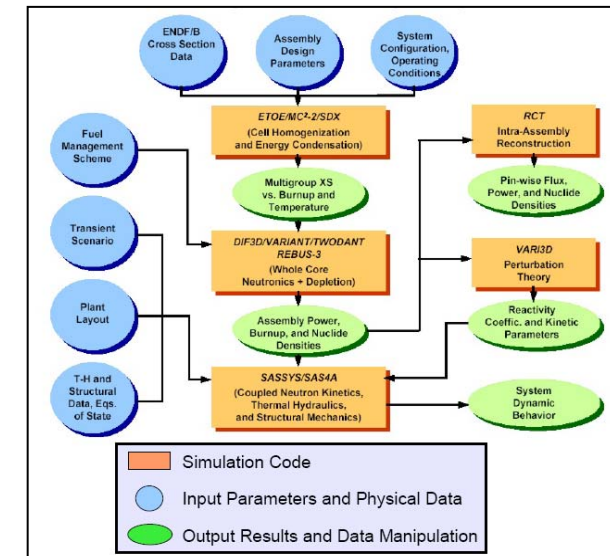 ENDF/B
Cross Section
Data
Assembly
Design
Parameters
System
Configuration,
Operating
Conditions
ETOE/MC²-2/SDX
(Cell Homogenization
and Energy Condensation)
RCT
Intra-Assembly
Reconstruction
Fuel
Management
Scheme
Multigroup XS
vs. Burnup and
Temperature
Pin-wise Flux,
Power, and Nuclide
Densities
Transient
Scenario
DIF3D/VARIANT/TWODANT
REBUS-3
(Whole Core
Neutronics + Depletion)
VARI3D
Perturbation
Theory
Plant
Layout
Assembly Power,
Burnup, and Nuclide
Densities
Reactivity
Coeffic. and Kinetic
Parameters
T-H and
Structural
Data, Eqs.
of State
SASSYS/SAS4A
(Coupled Neutron Kinetics,
Thermal Hydraulics,
and Structural Mechanics)
System
Dynamic
Behavior
Simulation Code
Input Parameters and Physical Data
Output Results and Data Manipulation